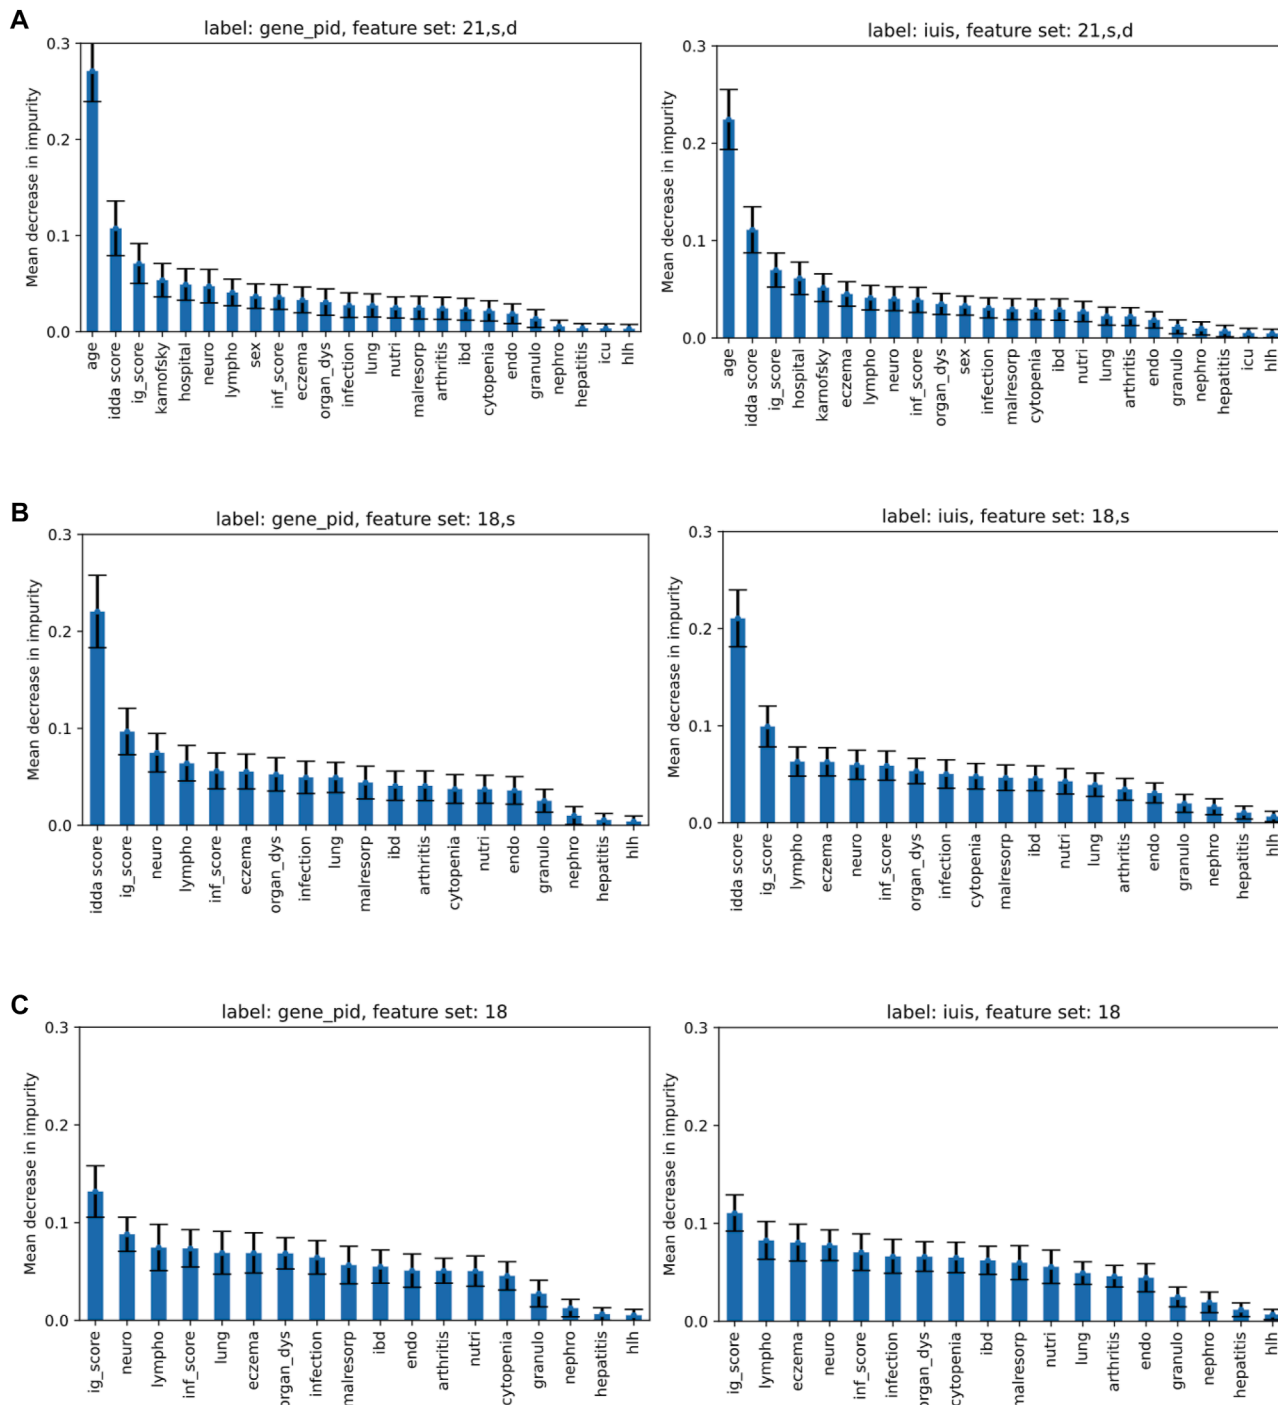 A
label: gene_pid, feature set: 21,s,d
Mean decrease in impurity
0.3
0.2
0.1
0.0
age
idda score
ig_score
karnofsky
hospital
neuro
lympho
sex
inf_score
eczema
organ_dys
infection
lung
nutri
malresorp
arthritis
ibd
cytopenia
endo
granulo
nephro
hepatitis
icu
hlh
label: iuis, feature set: 21,s,d
Mean decrease in impurity
0.3
0.2
0.1
0.0
age
idda score
ig_score
hospital
karnofsky
eczema
lympho
neuro
inf_score
organ_dys
sex
infection
malresorp
cytopenia
ibd
nutri
lung
arthritis
endo
granulo
nephro
hepatitis
icu
hlh
B
label: gene_pid, feature set: 18,s
Mean decrease in impurity
0.3
0.2
0.1
0.0
idda score
ig_score
neuro
lympho
inf_score
eczema
organ_dys
infection
lung
malresorp
ibd
arthritis
cytopenia
nutri
endo
granulo
nephro
hepatitis
hlh
label: iuis, feature set: 18,s
Mean decrease in impurity
0.3
0.2
0.1
0.0
idda score
ig_score
lympho
eczema
neuro
inf_score
organ_dys
infection
cytopenia
malresorp
ibd
nutri
lung
arthritis
endo
granulo
nephro
hepatitis
hlh
C
label: gene_pid, feature set: 18
Mean decrease in impurity
0.3
0.2
0.1
0.0
ig_score
neuro
lympho
inf_score
lung
eczema
organ_dys
infection
malresorp
ibd
endo
arthritis
nutri
cytopenia
granulo
nephro
hepatitis
hlh
label: iuis, feature set: 18
Mean decrease in impurity
0.3
0.2
0.1
0.0
ig_score
lympho
eczema
neuro
inf_score
infection
organ_dys
cytopenia
ibd
malresorp
nutri
lung
arthritis
endo
granulo
nephro
hepatitis
hlh